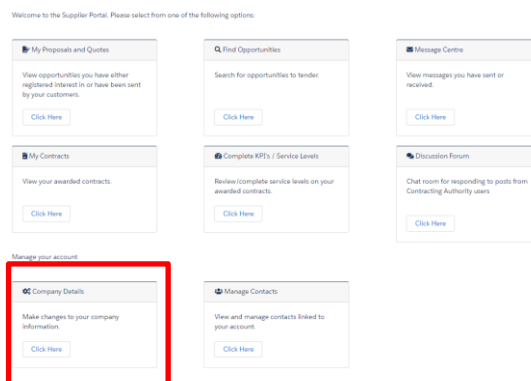 Welcome to the Supplier Portal. Please select from one of the following options:
My Proposals and Quotes
View opportunities you have either
registered interest in or have been sent
by your customers.
Click Here
Find Opportunities
Search for opportunities to tender.
Click Here
Message Centre
View messages you have sent or
received.
Click Here
My Contracts
View your awarded contracts.
Click Here
Complete KPI's / Service Levels
Review/complete service levels on your
awarded contracts.
Click Here
Discussion Forum
Chat room for responding to posts from
Contracting Authority users
Click Here
Manage your account
Company Details
Make changes to your company
information.
Click Here
Manage Contacts
View and manage contacts linked to
your account.
Click Here